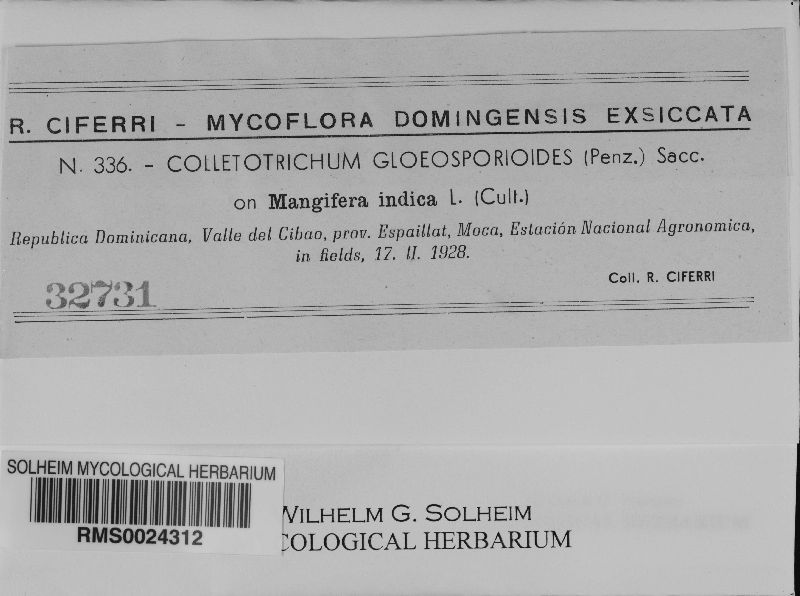 R. CIFERRI - MYCOFLORA DOMINGENSIS EXSICCATA
N. 336. - COLLETOTRICHUM GLOEOSPORIOIDES (Penz.) Sacc.
on Mangifera indica L. (Cult.)
Republica Dominicana, Valle del Cibao, prov. Espaillat, Moca, Estación Nacional Agronomica,
in fields, 17. II. 1928.
Coll. R. CIFERRI
32731
SOLHEIM MYCOLOGICAL HERBARIUM
RMS0024312
WILHELM G. SOLHEIM
COLOGICAL HERBARIUM